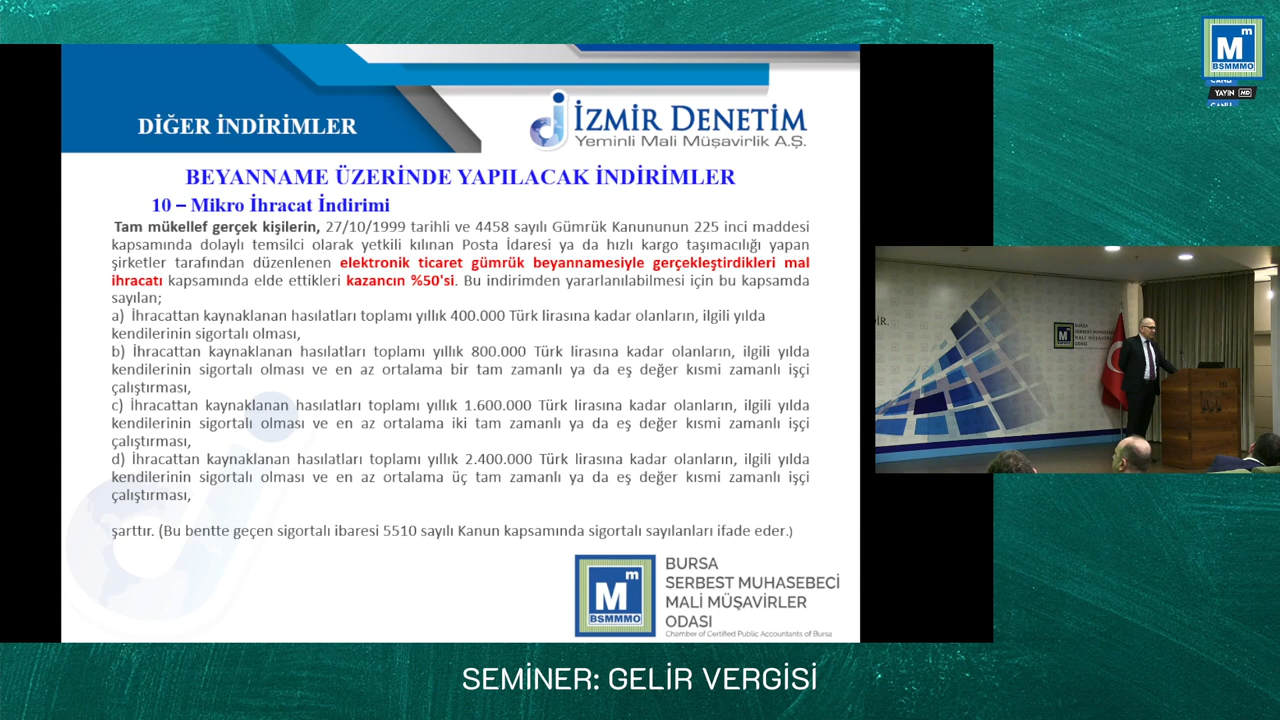 M m
BSMMMO
CANLI
YAYIN HD
CANLI
DİĞER İNDİRİMLER
İZMİR DENETİM
Yeminli Mali Müşavirlik A.Ş.
BEYANNAME ÜZERİNDE YAPILACAK İNDİRİMLER
10 – Mikro İhracat İndirimi
Tam mükellef gerçek kişilerin, 27/10/1999 tarihli ve 4458 sayılı Gümrük Kanununun 225 inci maddesi
kapsamında dolaylı temsilci olarak yetkili kılınan Posta İdaresi ya da hızlı kargo taşımacılığı yapan
şirketler tarafından düzenlenen elektronik ticaret gümrük beyannamesiyle gerçekleştirdikleri mal
ihracatı kapsamında elde ettikleri kazancın %50'si. Bu indirimden yararlanılabilmesi için bu kapsamda
sayılan;
a) İhracattan kaynaklanan hasılatları toplamı yıllık 400.000 Türk lirasına kadar olanların, ilgili yılda
kendilerinin sigortalı olması,
b) İhracattan kaynaklanan hasılatları toplamı yıllık 800.000 Türk lirasına kadar olanların, ilgili yılda
kendilerinin sigortalı olması ve en az ortalama bir tam zamanlı ya da eş değer kısmi zamanlı işçi
çalıştırması,
c) İhracattan kaynaklanan hasılatları toplamı yıllık 1.600.000 Türk lirasına kadar olanların, ilgili yılda
kendilerinin sigortalı olması ve en az ortalama iki tam zamanlı ya da eş değer kısmi zamanlı işçi
çalıştırması,
d) İhracattan kaynaklanan hasılatları toplamı yıllık 2.400.000 Türk lirasına kadar olanların, ilgili yılda
kendilerinin sigortalı olması ve en az ortalama üç tam zamanlı ya da eş değer kısmi zamanlı işçi
çalıştırması,
şarttır. (Bu bentte geçen sigortalı ibaresi 5510 sayılı Kanun kapsamında sigortalı sayılanları ifade eder.)
M m
BSMMMO
BURSA
SERBEST MUHASEBECİ
MALİ MÜŞAVİRLER
ODASI
Chamber of Certified Public Accountants of Bursa
BURSA
SERBEST MUHASEBECİ
MALİ MÜŞAVİRLER
ODASI
SEMİNER: GELİR VERGİSİ